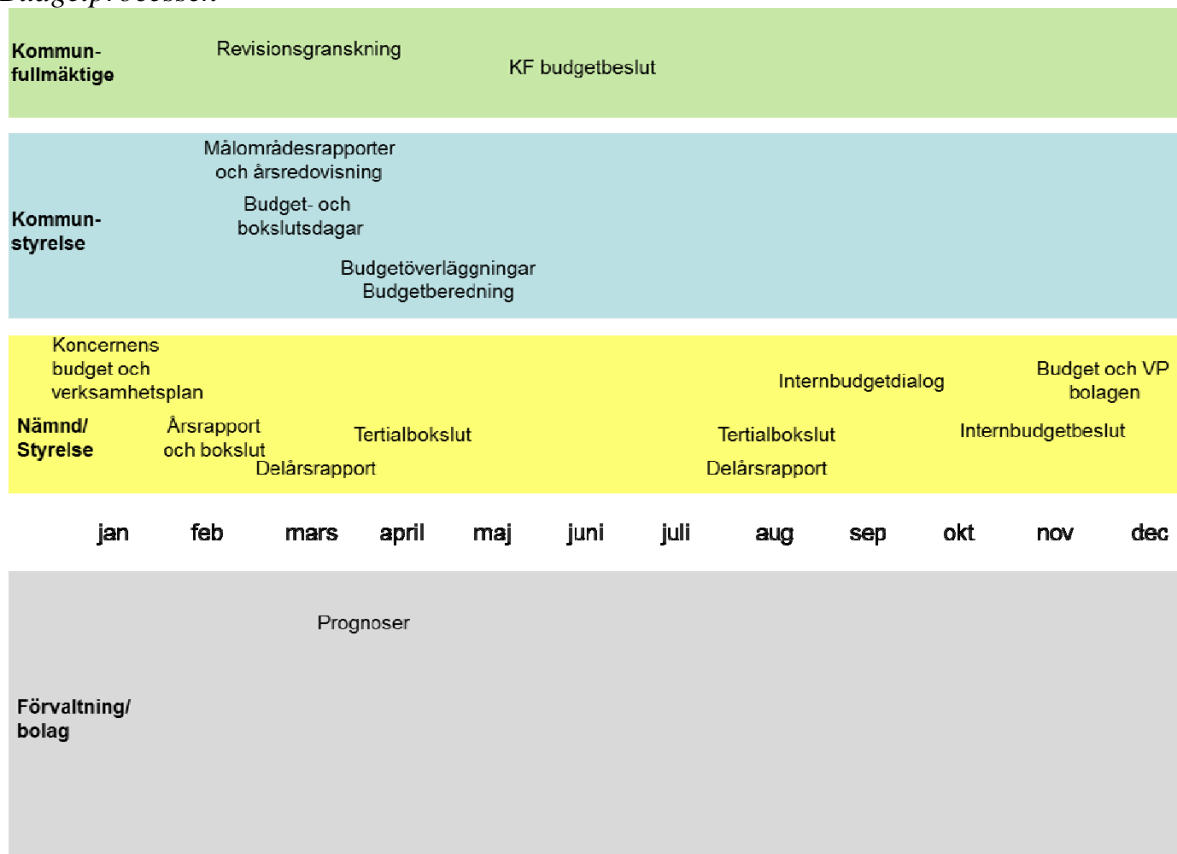 Budgetprocessen
Kommun-
fullmäktige
Revisionsgranskning
KF budgetbeslut
Målområdesrapporter
och årsredovisning
Budget- och
bokslutsdagar
Kommun-
styrelse
Budgetöverläggningar
Budgetberedning
Koncernens
budget och
verksamhetsplan
Internbudgetdialog
Budget och VP
bolagen
Nämnd/
Styrelse
Årsrapport
och bokslut
Tertialbokslut
Tertialbokslut
Internbudgetbeslut
Delårsrapport
Delårsrapport
jan feb mars april maj juni juli aug sep okt nov dec
Prognoser
Förvaltning/
bolag